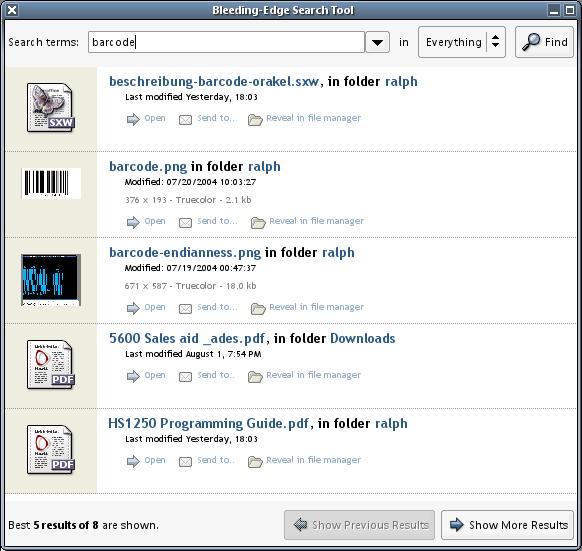 Bleeding-Edge Search Tool
Search terms: barcode in Everything Find
beschreibung-barcode-orakel.sxw, in folder ralph
Last modified Yesterday, 18:03
Open Send to.. Reveal in file manager
SXW
barcode.png in folder ralph
Modified: 07/20/2004 10:03:27
376 x 193 - Truecolor - 2.1 kb
Open Send to.. Reveal in file manager
barcode-endianness.png in folder ralph
Modified: 07/19/2004 00:47:37
671 x 587 - Truecolor - 18.0 kb
Open Send to.. Reveal in file manager
5600 Sales aid _ades.pdf, in folder Downloads
Last modified August 1, 7:54 PM
Open Send to.. Reveal in file manager
PDF
HS1250 Programming Guide.pdf, in folder ralph
Last modified Yesterday, 18:03
Open Send to.. Reveal in file manager
PDF
Best 5 results of 8 are shown. Show Previous Results Show More Results